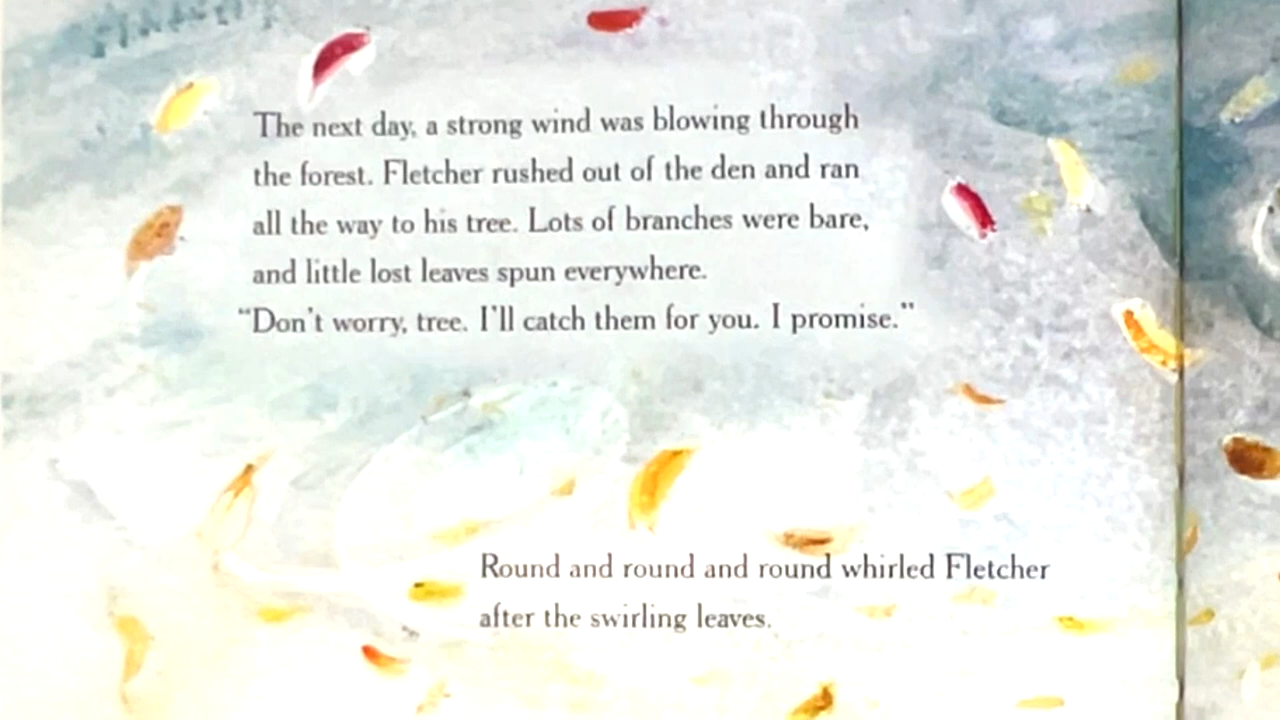 The next day, a strong wind was blowing through
the forest. Fletcher rushed out of the den and ran
all the way to his tree. Lots of branches were bare,
and little lost leaves spun everywhere.
“Don’t worry, tree. I’ll catch them for you. I promise.”
Round and round and round whirled Fletcher
after the swirling leaves.